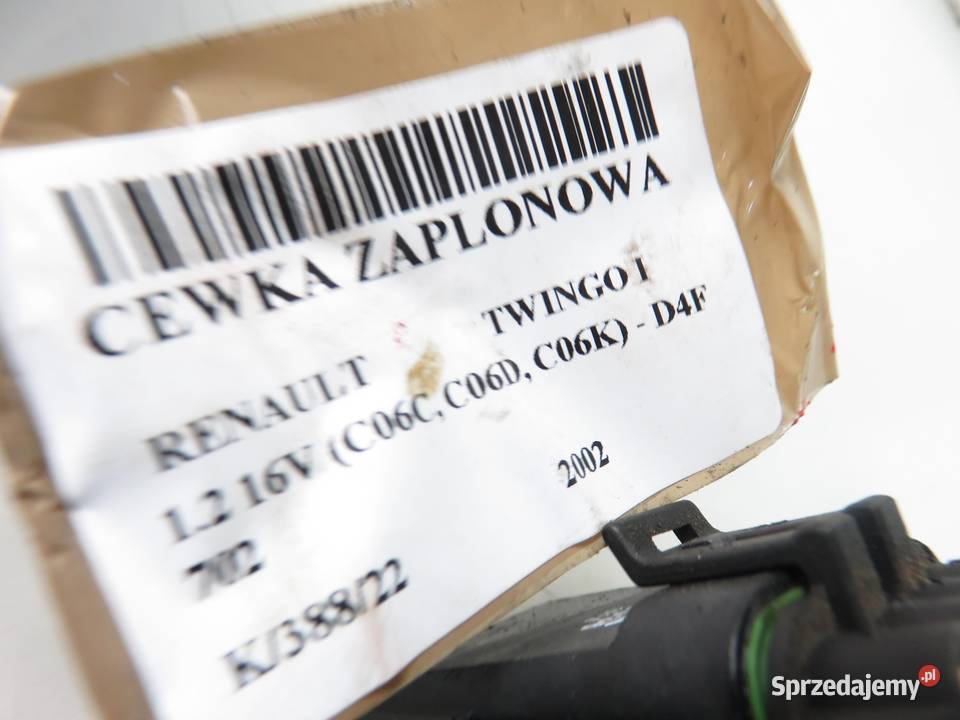 CEWKA ZAPLONOWA
RENAULT TWINGO I
1.2 16V (C06C, C06D, C06K) - D4F
702 2002
K/388/22
Sprzedajemy.pl